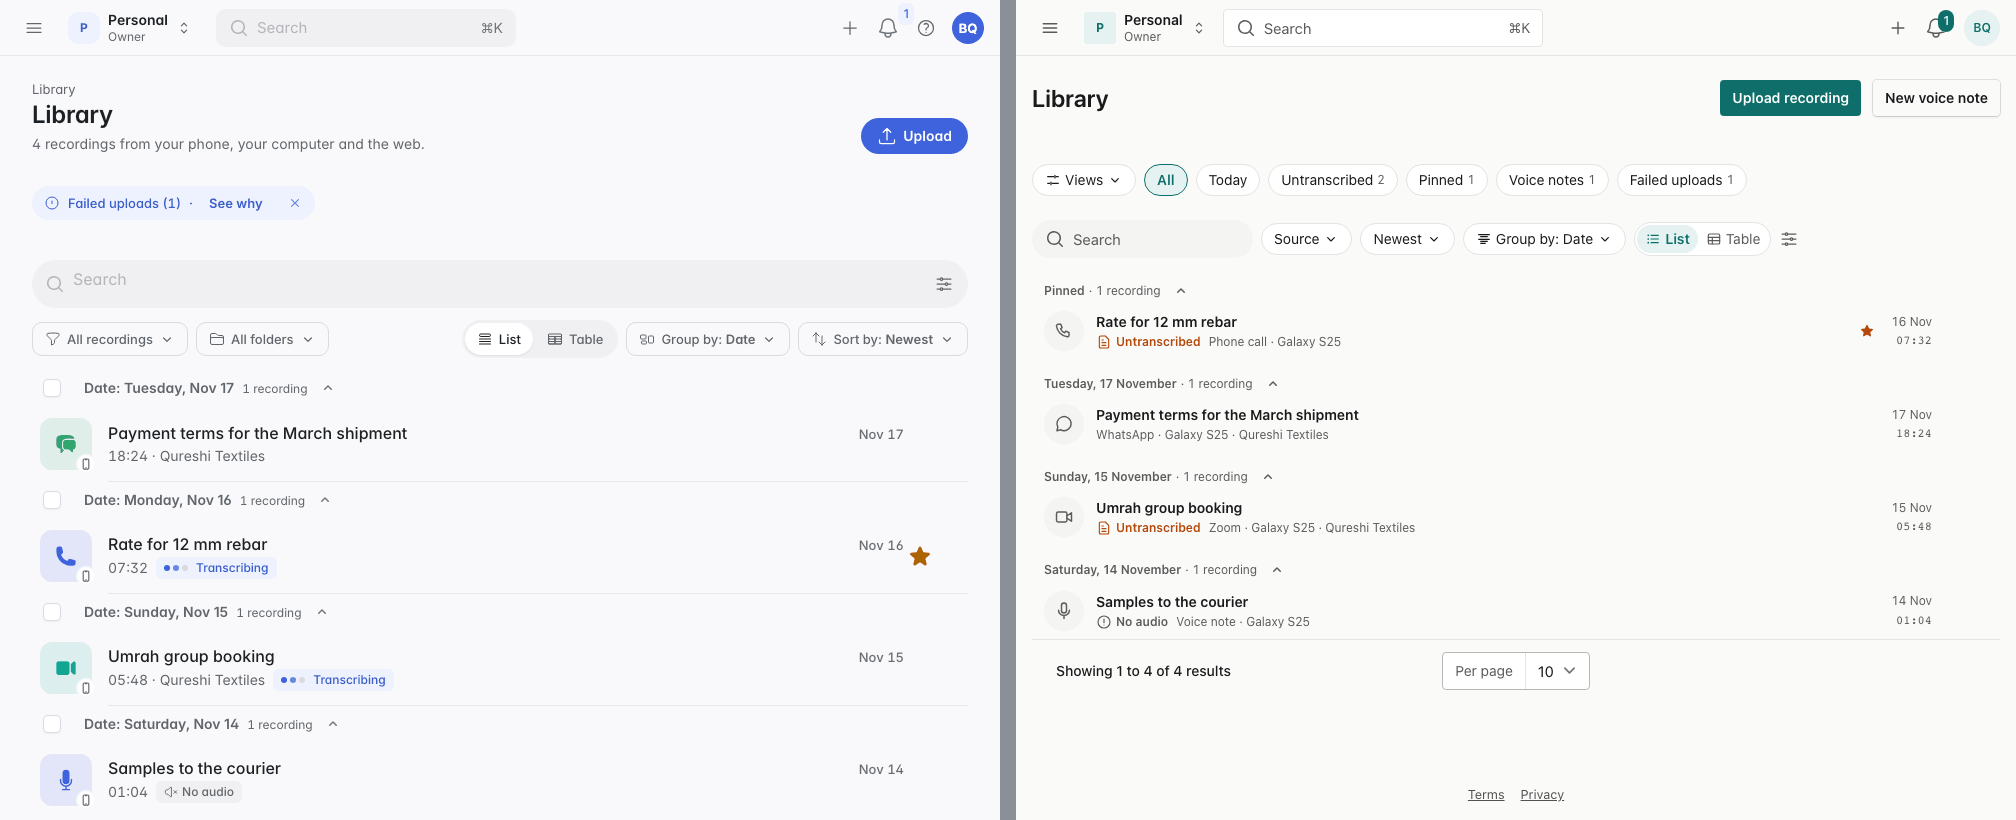 P Personal
Owner
Search ⌘K
1
BQ
Library
Library
4 recordings from your phone, your computer and the web.
Upload
Failed uploads (1) · See why
Search
All recordings All folders List Table Group by: Date Sort by: Newest
Date: Tuesday, Nov 17 1 recording
Payment terms for the March shipment Nov 17
18:24 · Qureshi Textiles
Date: Monday, Nov 16 1 recording
Rate for 12 mm rebar Nov 16
07:32 Transcribing
Date: Sunday, Nov 15 1 recording
Umrah group booking Nov 15
05:48 · Qureshi Textiles Transcribing
Date: Saturday, Nov 14 1 recording
Samples to the courier Nov 14
01:04 No audio
P Personal
Owner
Search ⌘K
1
BQ
Library
Upload recording New voice note
Views All Today Untranscribed 2 Pinned 1 Voice notes 1 Failed uploads 1
Search Source Newest Group by: Date List Table
Pinned · 1 recording
Rate for 12 mm rebar 16 Nov
Untranscribed Phone call · Galaxy S25 07:32
Tuesday, 17 November · 1 recording
Payment terms for the March shipment 17 Nov
WhatsApp · Galaxy S25 · Qureshi Textiles 18:24
Sunday, 15 November · 1 recording
Umrah group booking 15 Nov
Untranscribed Zoom · Galaxy S25 · Qureshi Textiles 05:48
Saturday, 14 November · 1 recording
Samples to the courier 14 Nov
No audio Voice note · Galaxy S25 01:04
Showing 1 to 4 of 4 results Per page 10
Terms Privacy